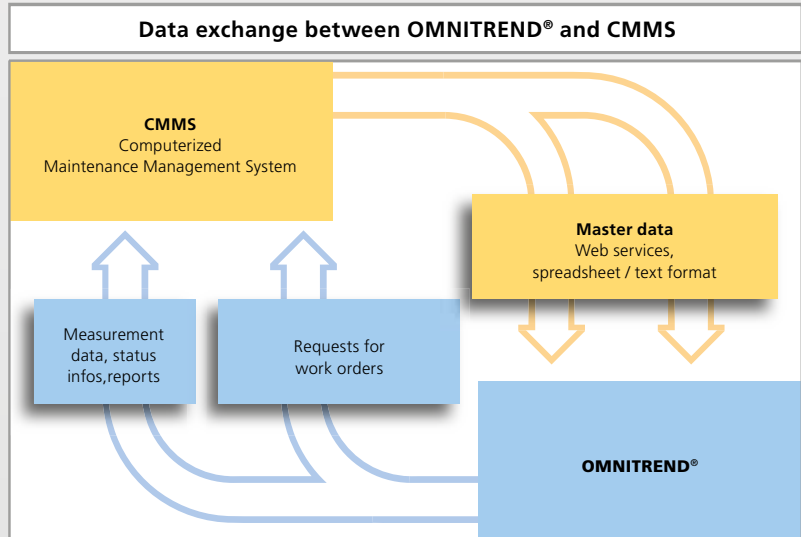 Data exchange between OMNITREND® and CMMS
CMMS
Computerized
Maintenance Management System
Master data
Web services,
spreadsheet / text format
Measurement
data, status
infos,reports
Requests for
work orders
OMNITREND®